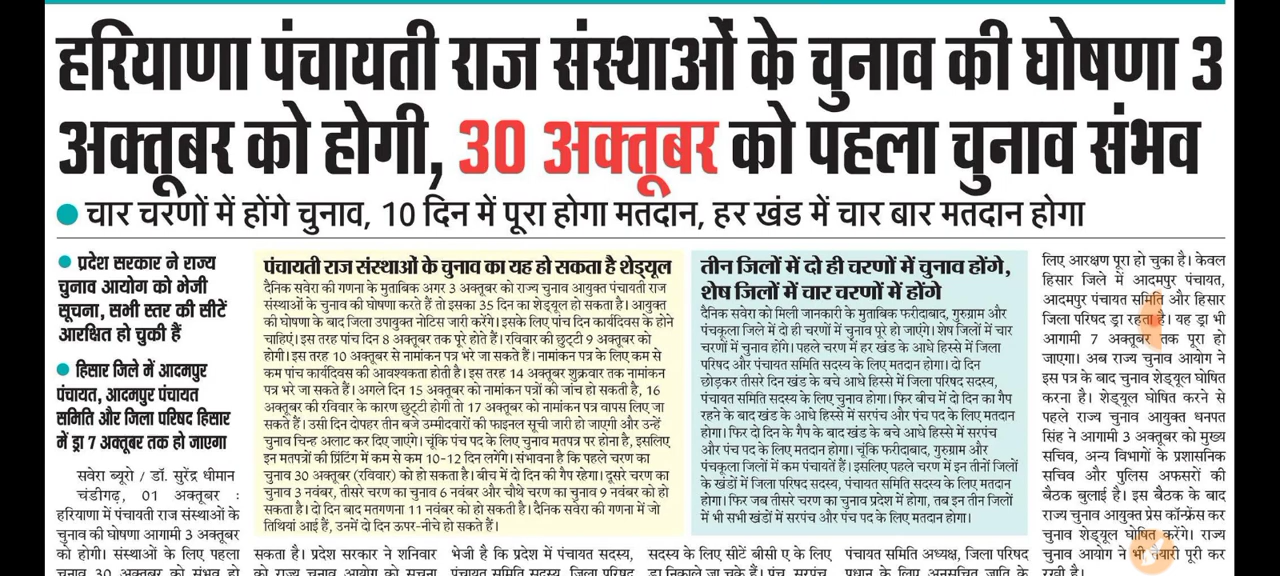 हरियाणा पंचायती राज संस्थाओं के चुनाव की घोषणा 3
अक्तूबर को होगी, 30 अक्तूबर को पहला चुनाव संभव
● चार चरणों में होंगे चुनाव, 10 दिन में पूरा होगा मतदान, हर खंड में चार बार मतदान होगा
● प्रदेश सरकार ने राज्य
चुनाव आयोग को भेजी
सूचना, सभी स्तर की सीटें
आरक्षित हो चुकी हैं
● हिसार जिले में आदमपुर
पंचायत, आदमपुर पंचायत
समिति और जिला परिषद हिसार
में ड्रा 7 अक्तूबर तक हो जाएगा
सवेरा ब्यूरो / डॉ. सुरेंद्र धीमान
चंडीगढ़, 01 अक्तूबर :
हरियाणा में पंचायती राज संस्थाओं के
चुनाव की घोषणा आगामी 3 अक्तूबर
को होगी। संस्थाओं के लिए पहला
चुनाव 30 अक्तूबर को संभव हो
पंचायती राज संस्थाओं के चुनाव का यह हो सकता है शेड्यूल
दैनिक सवेरा की गणना के मुताबिक अगर 3 अक्तूबर को राज्य चुनाव आयुक्त पंचायती राज
संस्थाओं के चुनाव की घोषणा करते हैं तो इसका 35 दिन का शेड्यूल हो सकता है। आयुक्त
की घोषणा के बाद जिला उपायुक्त नोटिस जारी करेंगे। इसके लिए पांच दिन कार्यदिवस के होने
चाहिएं। इस तरह पांच दिन 8 अक्तूबर तक पूरे होते हैं। रविवार की छुट्टी 9 अक्तूबर को
होगी। इस तरह 10 अक्तूबर से नामांकन पत्र भरे जा सकते हैं। नामांकन पत्र के लिए कम से
कम पांच कार्यदिवस की आवश्यकता होती है। इस तरह 14 अक्तूबर शुक्रवार तक नामांकन
पत्र भरे जा सकते हैं। अगले दिन 15 अक्तूबर को नामांकन पत्रों की जांच हो सकती है, 16
अक्तूबर की रविवार के कारण छुट्टी होगी तो 17 अक्तूबर को नामांकन पत्र वापस लिए जा
सकते हैं। उसी दिन दोपहर तीन बजे उम्मीदवारों की फाइनल सूची जारी हो जाएगी और उन्हें
चुनाव चिन्ह अलाट कर दिए जाएंगे। चूंकि पंच पद के लिए चुनाव मतपत्र पर होना है, इसलिए
इन मतपत्रों की प्रिंटिंग में कम से कम 10-12 दिन लगेंगे। संभावना है कि पहले चरण का
चुनाव 30 अक्तूबर (रविवार) को हो सकता है। बीच में दो दिन की गैप रहेगा। दूसरे चरण का
चुनाव 3 नवंबर, तीसरे चरण का चुनाव 6 नवंबर और चौथे चरण का चुनाव 9 नवंबर को हो
सकता है। दो दिन बाद मतगणना 11 नवंबर को हो सकती है। दैनिक सवेरा की गणना में जो
तिथियां आई हैं, उनमें दो दिन ऊपर-नीचे हो सकते हैं।
तीन जिलों में दो ही चरणों में चुनाव होंगे,
शेष जिलों में चार चरणों में होंगे
दैनिक सवेरा को मिली जानकारी के मुताबिक फरीदाबाद, गुरुग्राम और
पंचकूला जिले में दो ही चरणों में चुनाव पूरे हो जाएंगे। शेष जिलों में चार
चरणों में चुनाव होंगे। पहले चरण में हर खंड के आधे हिस्से में जिला
परिषद और पंचायत समिति सदस्य के लिए मतदान होगा। दो दिन
छोड़कर तीसरे दिन खंड के बचे आधे हिस्से में जिला परिषद सदस्य,
पंचायत समिति सदस्य के लिए चुनाव होगा। फिर बीच में दो दिन का गैप
रहने के बाद खंड के आधे हिस्से में सरपंच और पंच पद के लिए मतदान
होगा। फिर दो दिन के गैप के बाद खंड के बचे आधे हिस्से में सरपंच
और पंच पद के लिए मतदान होगा। चूंकि फरीदाबाद, गुरुग्राम और
पंचकूला जिलों में कम पंचायतें हैं। इसलिए पहले चरण में इन तीनों जिलों
के खंडों में जिला परिषद सदस्य, पंचायत समिति सदस्य के लिए मतदान
होगा। फिर जब तीसरे चरण का चुनाव प्रदेश में होगा, तब इन तीन जिलों
में भी सभी खंडों में सरपंच और पंच पद के लिए मतदान होगा।
लिए आरक्षण पूरा हो चुका है। केवल
हिसार जिले में आदमपुर पंचायत,
आदमपुर पंचायत समिति और हिसार
जिला परिषद ड्रा रहता है। यह ड्रा भी
आगामी 7 अक्तूबर तक पूरा हो
जाएगा। अब राज्य चुनाव आयोग ने
इस पत्र के बाद चुनाव शेड्यूल घोषित
करना है। शेड्यूल घोषित करने से
पहले राज्य चुनाव आयुक्त धनपत
सिंह ने आगामी 3 अक्तूबर को मुख्य
सचिव, अन्य विभागों के प्रशासनिक
सचिव और पुलिस अफसरों की
बैठक बुलाई है। इस बैठक के बाद
राज्य चुनाव आयुक्त प्रेस कॉन्फ्रेंस कर
चुनाव शेड्यूल घोषित करेंगे। राज्य
चुनाव आयोग ने भी तैयारी पूरी कर
रखी है।
सकता है। प्रदेश सरकार ने शनिवार
को राज्य चुनाव आयोग को सूचना
भेजी है कि प्रदेश में पंचायत सदस्य,
पंचायत समिति सदस्य, जिला परिषद
सदस्य के लिए सीटें बीसी ए के लिए
ड्रा निकाले जा चुके हैं। पंच, सरपंच,
पंचायत समिति अध्यक्ष, जिला परिषद
प्रधान के लिए अनुसूचित जाति के